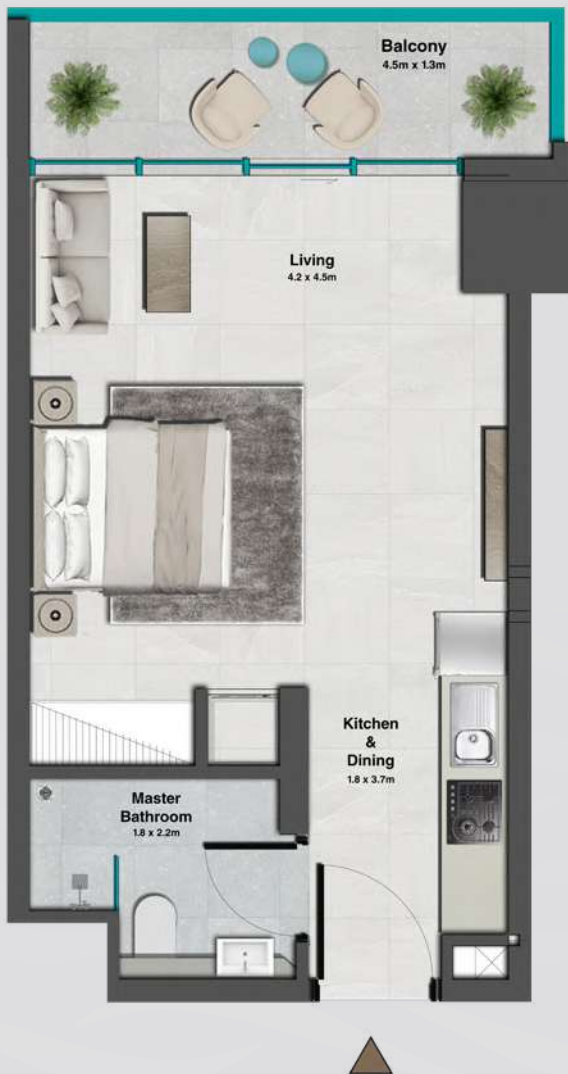 Balcony
4.5m x 1.3m
Living
4.2 x 4.5m
Kitchen
&
Dining
1.8 x 3.7m
Master
Bathroom
1.8 x 2.2m